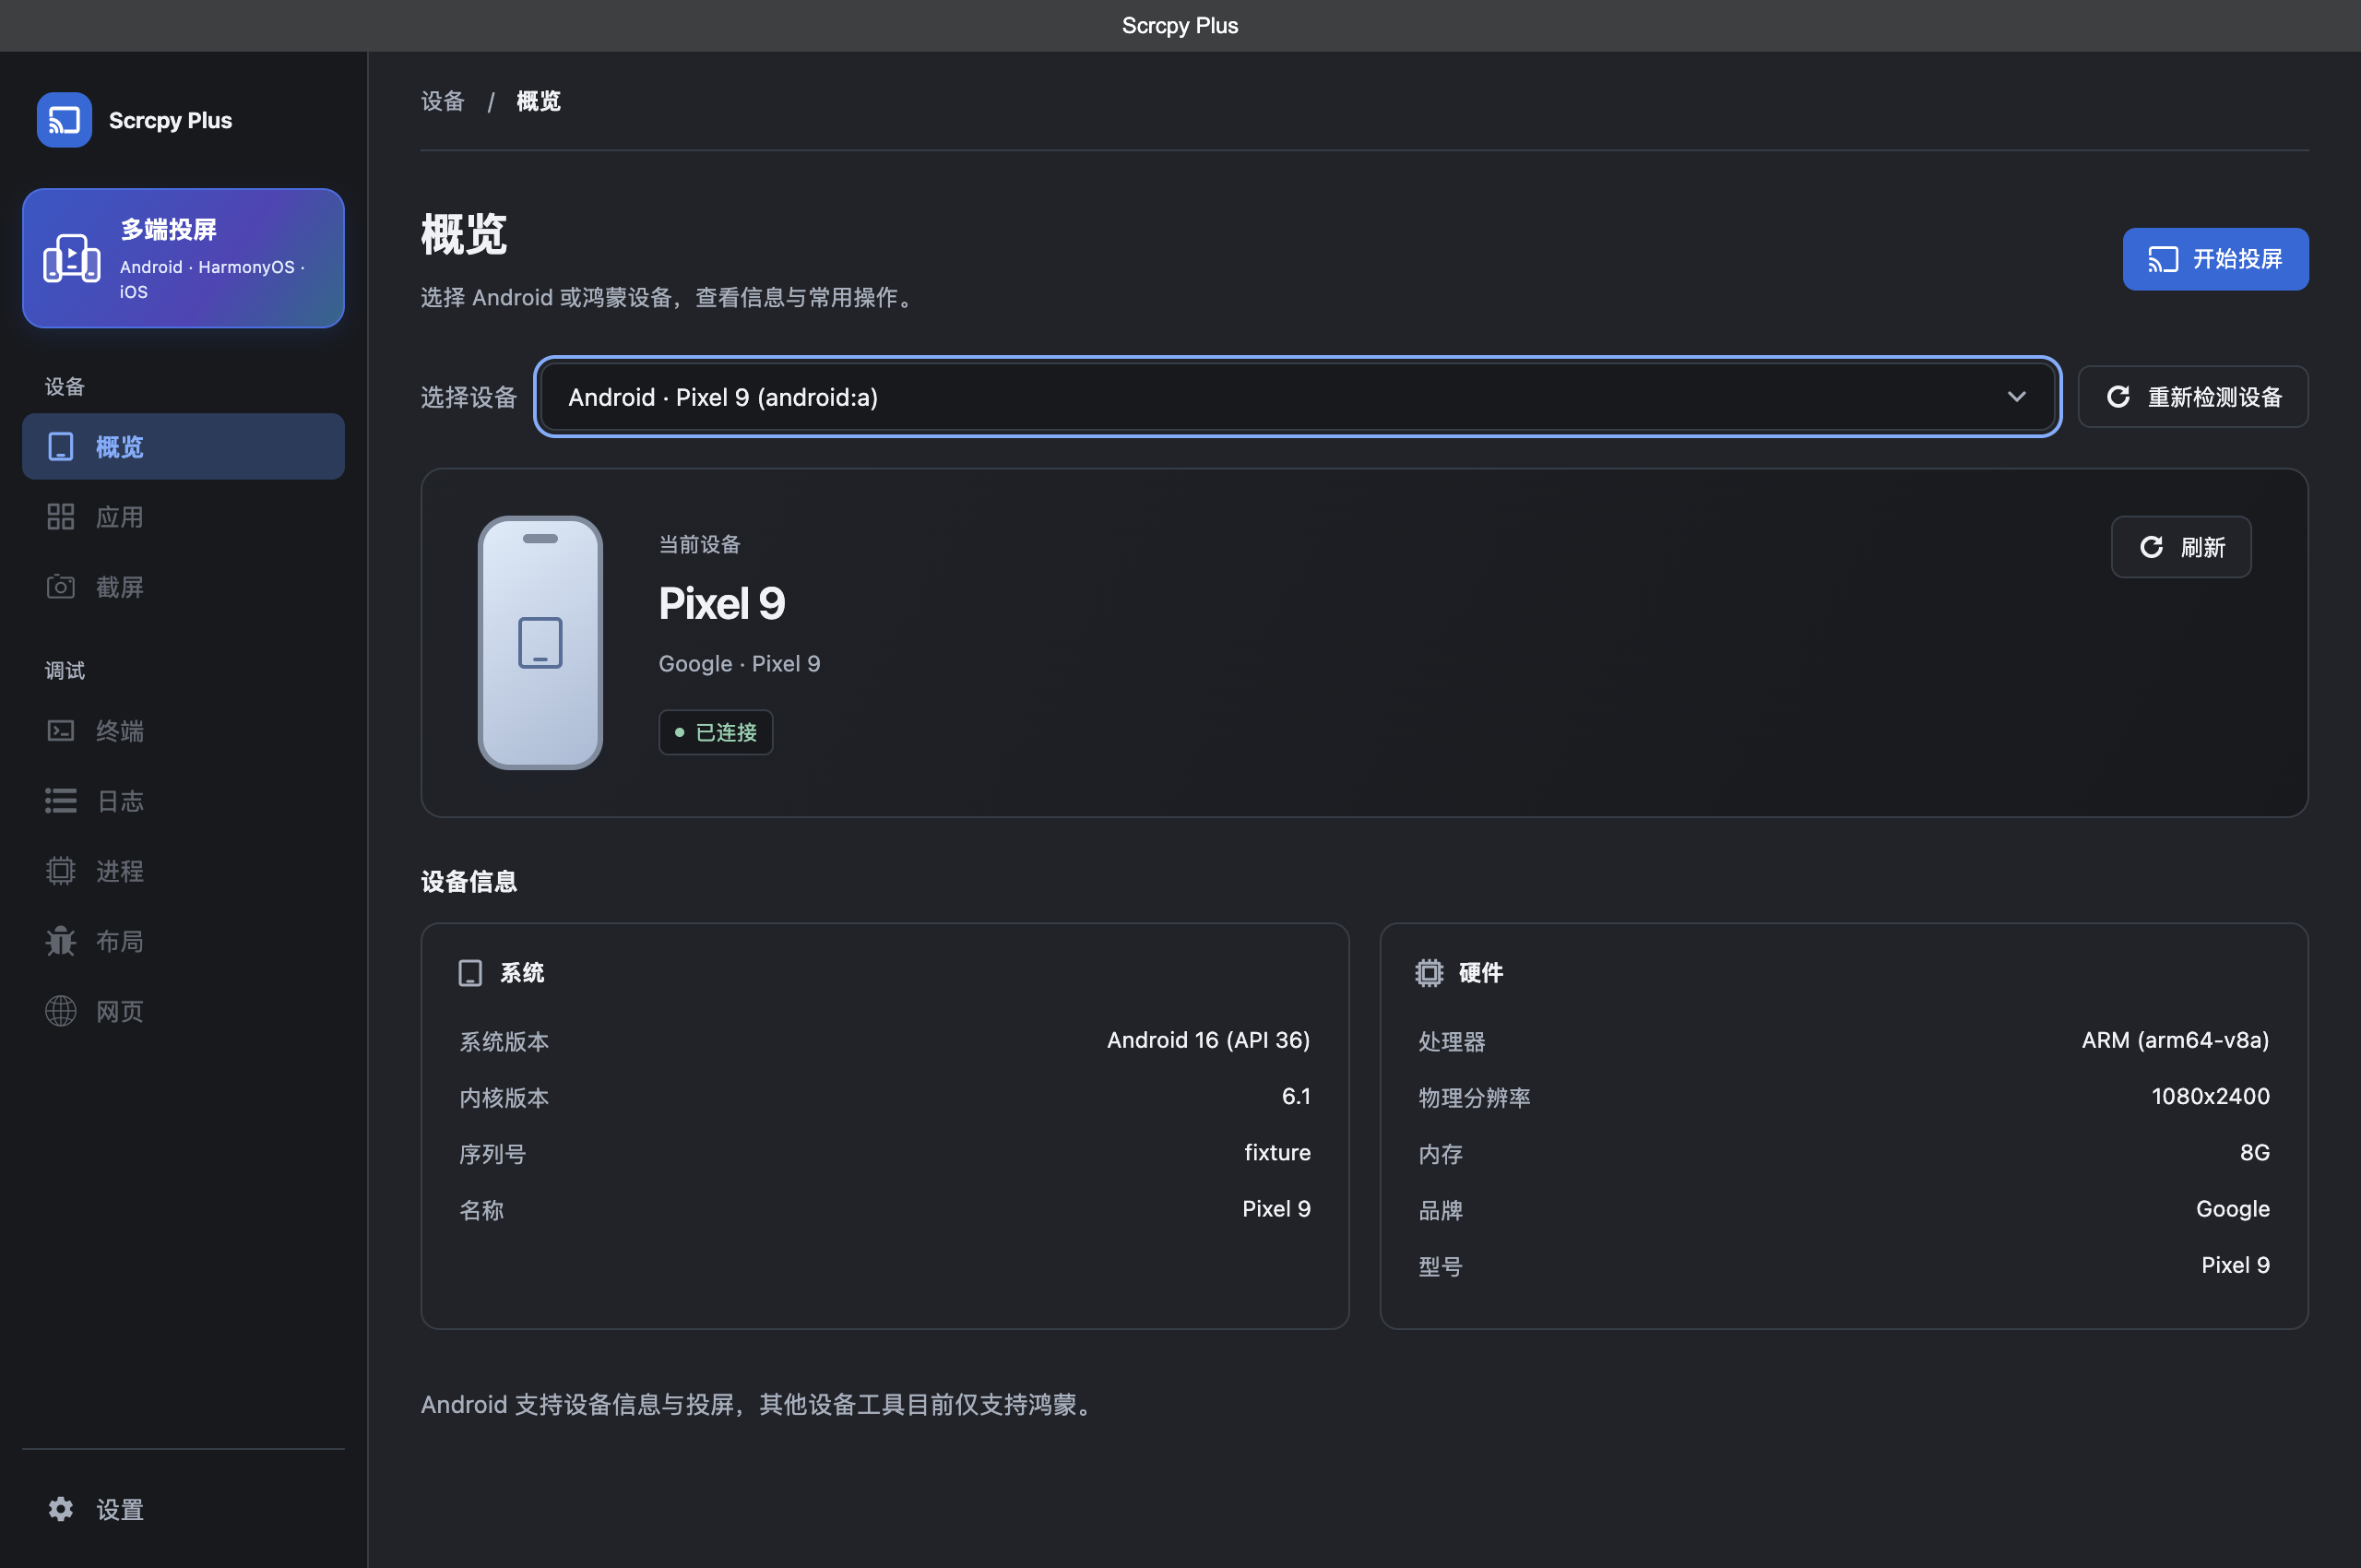 Scrcpy Plus
Scrcpy Plus
多端投屏
Android · HarmonyOS ·
iOS
设备
概览
应用
截屏
调试
终端
日志
进程
布局
网页
设置
设备 / 概览
概览
选择 Android 或鸿蒙设备，查看信息与常用操作。
开始投屏
选择设备
Android · Pixel 9 (android:a)
重新检测设备
当前设备
Pixel 9
Google · Pixel 9
已连接
刷新
设备信息
系统
系统版本 Android 16 (API 36)
内核版本 6.1
序列号 fixture
名称 Pixel 9
硬件
处理器 ARM (arm64-v8a)
物理分辨率 1080x2400
内存 8G
品牌 Google
型号 Pixel 9
Android 支持设备信息与投屏，其他设备工具目前仅支持鸿蒙。